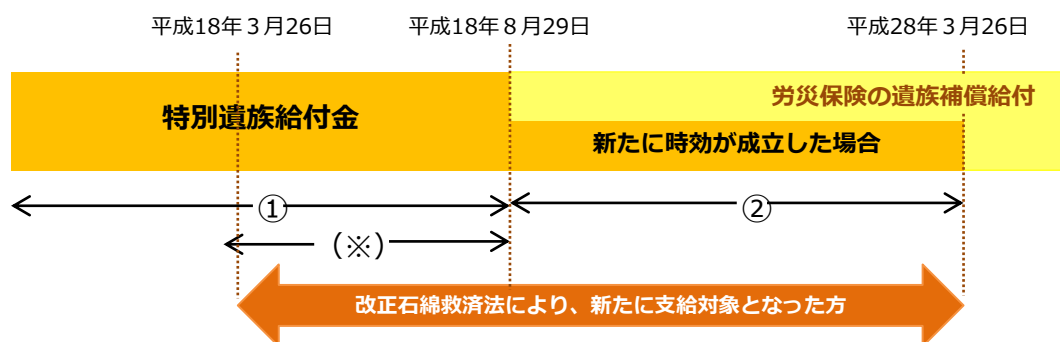 平成18年３月26日
平成18年８月29日
平成28年３月26日
労災保険の遺族補償給付
特別遺族給付金
新たに時効が成立した場合
①
②
(※)
改正石綿救済法により、新たに支給対象となった方